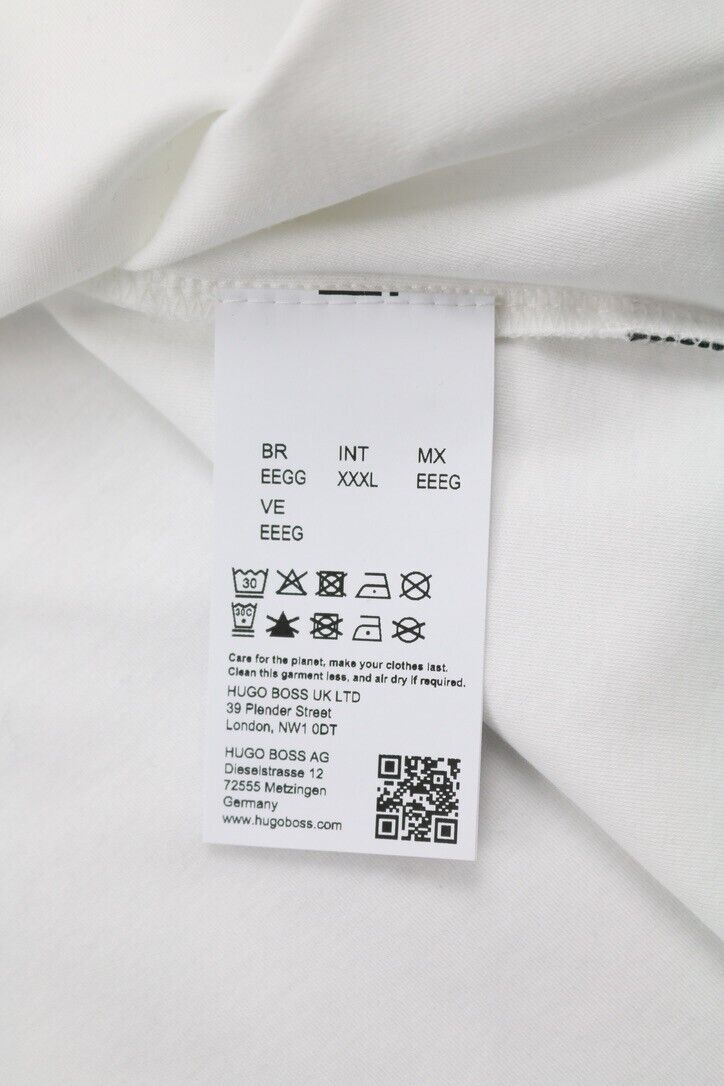 BR INT MX
EEGG XXXL EEEG
VE
EEEG
30
30C
Care for the planet, make your clothes last.
Clean this garment less, and air dry if required.
HUGO BOSS UK LTD
39 Plender Street
London, NW1 0DT
HUGO BOSS AG
Dieselstrasse 12
72555 Metzingen
Germany
www.hugoboss.com